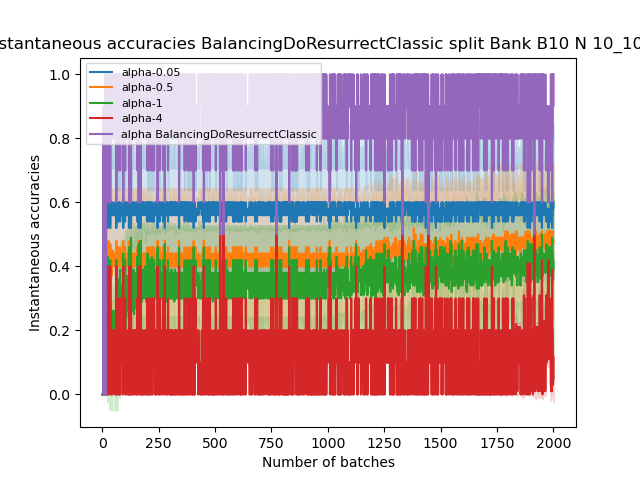 stantaneous accuracies BalancingDoResurrectClassic split Bank B10 N 10_10
Instantaneous accuracies
1.0
0.8
0.6
0.4
0.2
0.0
alpha-0.05
alpha-0.5
alpha-1
alpha-4
alpha BalancingDoResurrectClassic
0 250 500 750 1000 1250 1500 1750 2000
Number of batches